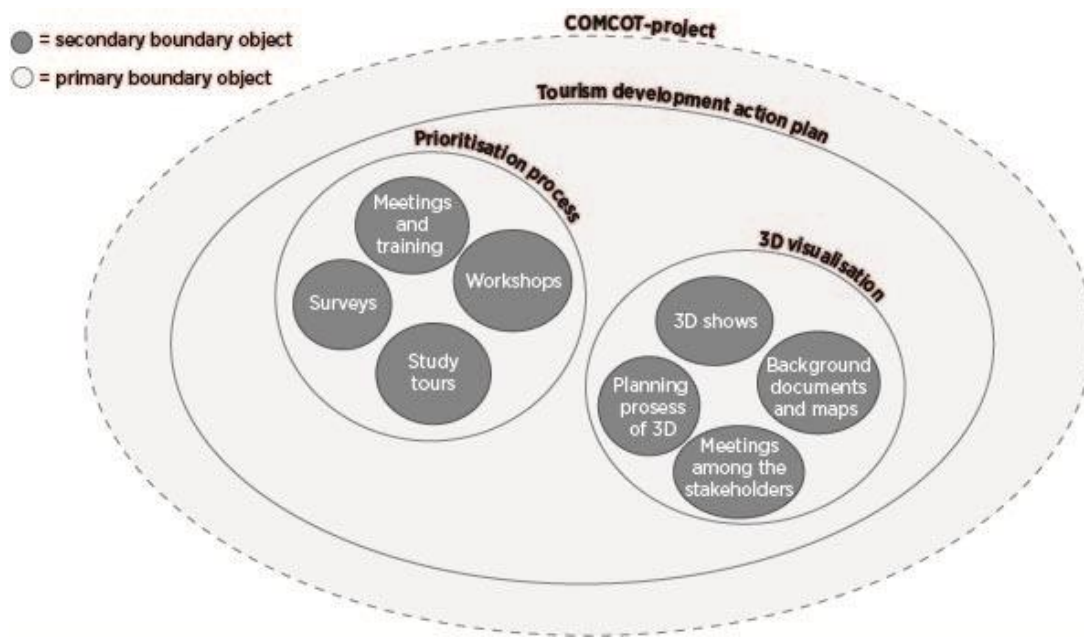 = secondary boundary object
= primary boundary object
COMCOT-project
Tourism development action plan
Prioritisation process
Meetings
and
training
Workshops
Surveys
Study
tours
3D visualisation
3D shows
Background
documents
and maps
Planning
prosess
of 3D
Meetings
among the
stakeholders